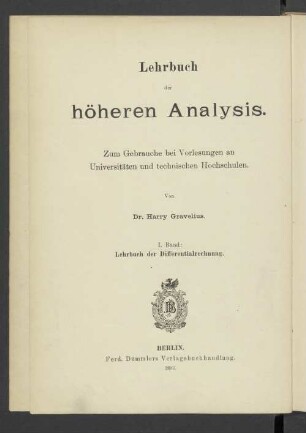 Lehrbuch
der
höheren Analysis.
Zum Gebrauche bei Vorlesungen an
Universitäten und technischen Hochschulen.
Von
Dr. Harry Gravelius.
I. Band:
Lehrbuch der Differentialrechnung.
BERLIN.
Ferd. Dümmlers Verlagsbuchhandlung.